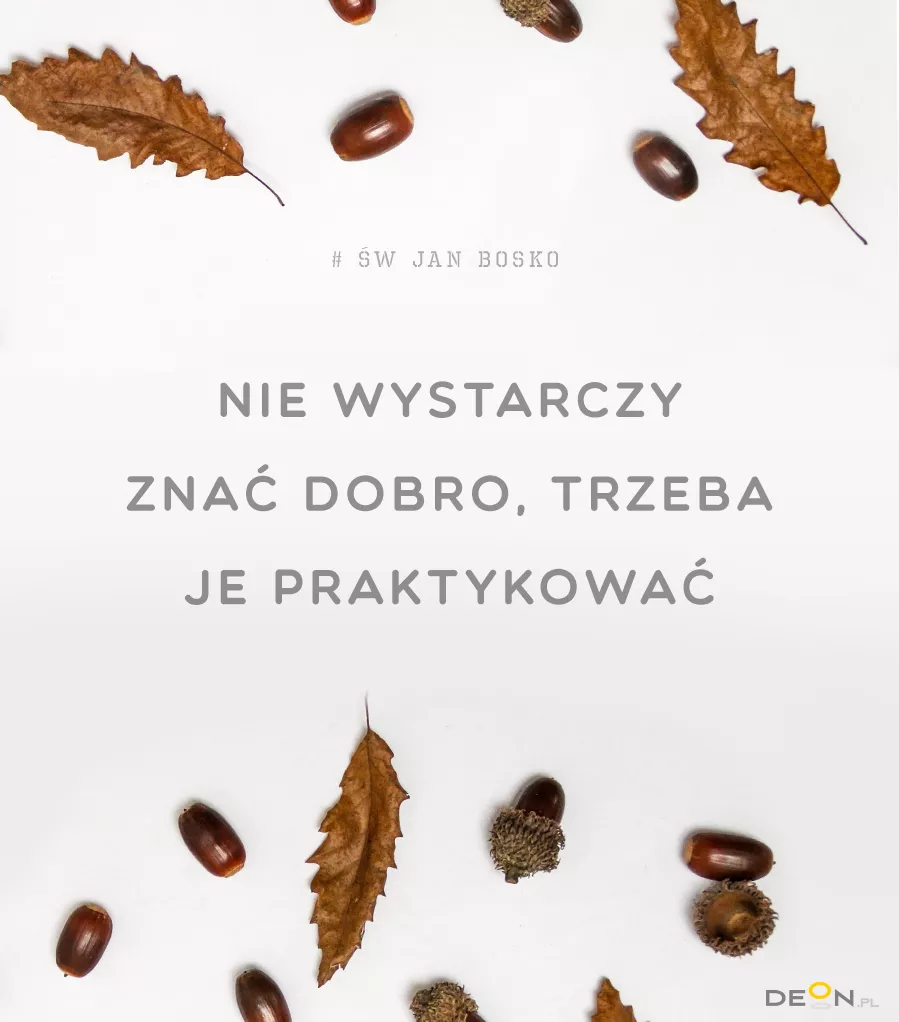 # ŚW JAN BOSKO
NIE WYSTARCZY
ZNAĆ DOBRO, TRZEBA
JE PRAKTYKOWAĆ
DEON.PL